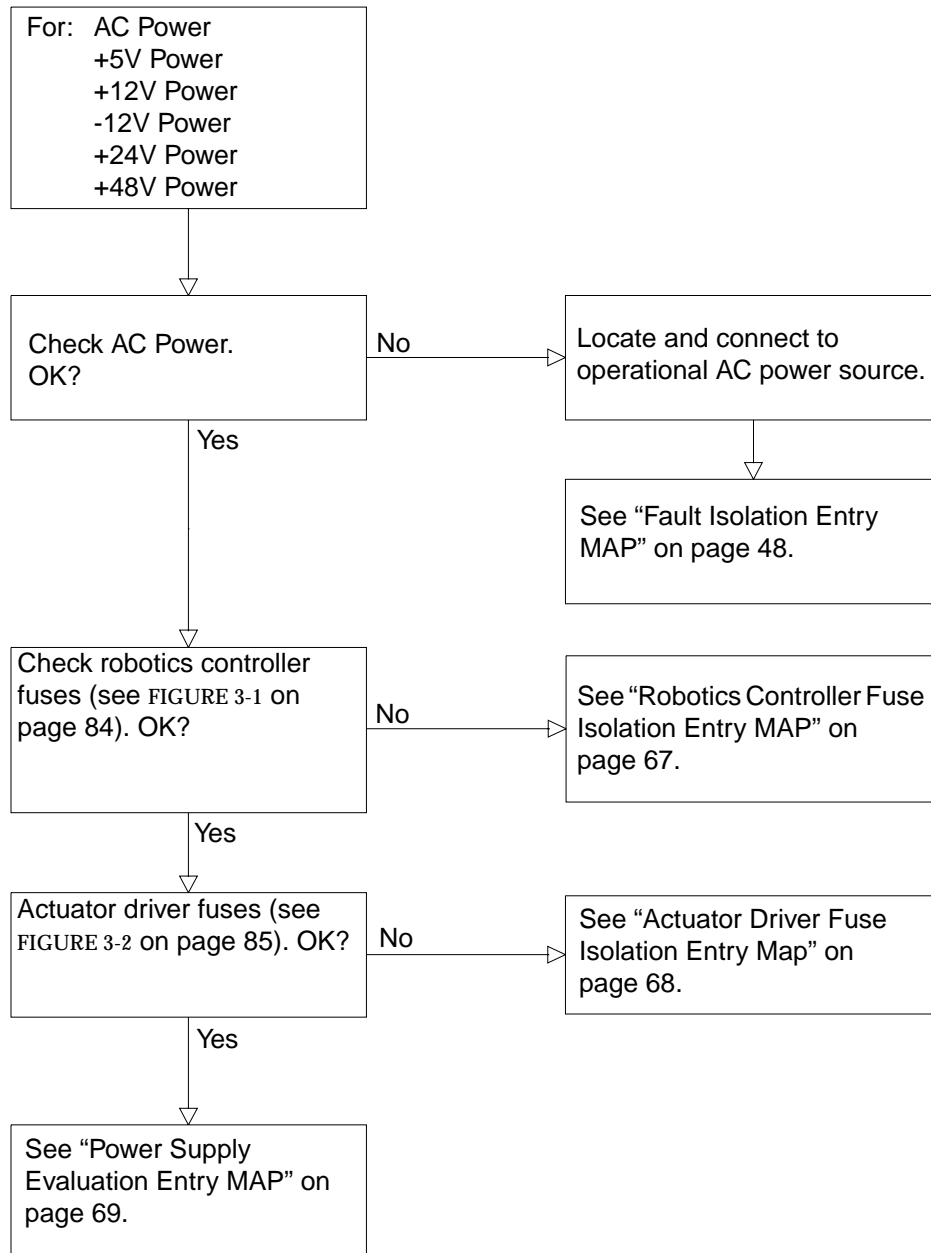 For: AC Power
+5V Power
+12V Power
-12V Power
+24V Power
+48V Power
Check AC Power.
OK?
No
Locate and connect to
operational AC power source.
Yes
See “Fault Isolation Entry
MAP” on page 48.
Check robotics controller
fuses (see FIGURE 3-1 on
page 84). OK?
No
See “Robotics Controller Fuse
Isolation Entry MAP” on
page 67.
Yes
Actuator driver fuses (see
FIGURE 3-2 on page 85). OK?
No
See “Actuator Driver Fuse
Isolation Entry Map” on
page 68.
Yes
See “Power Supply
Evaluation Entry MAP” on
page 69.